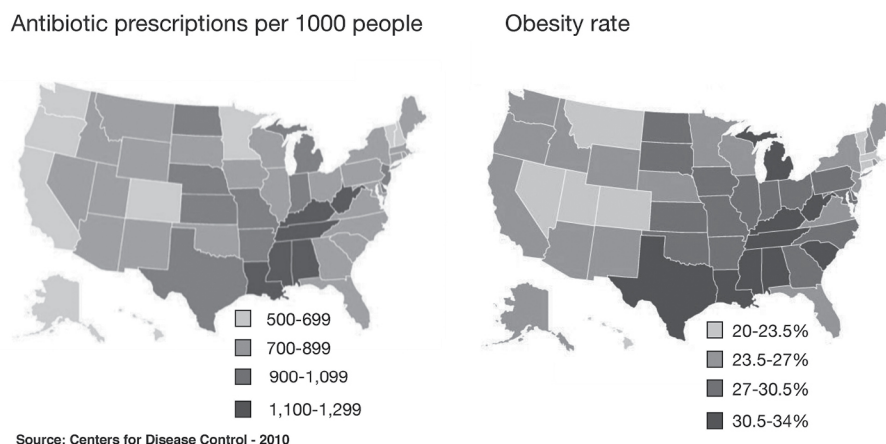 Antibiotic prescriptions per 1000 people
Obesity rate
500-699
700-899
900-1,099
1,100-1,299
20-23.5%
23.5-27%
27-30.5%
30.5-34%
Source: Centers for Disease Control - 2010